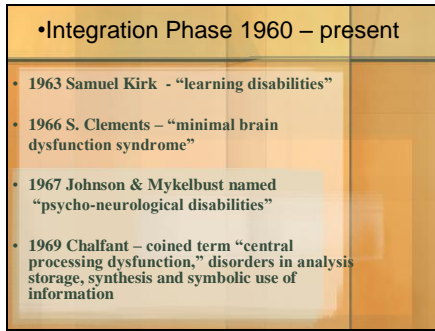 •Integration Phase 1960 – present
• 1963 Samuel Kirk - “learning disabilities”
• 1966 S. Clements – “minimal brain
dysfunction syndrome”
• 1967 Johnson & Mykelbust named
“psycho-neurological disabilities”
• 1969 Chalfant – coined term “central
processing dysfunction,” disorders in analysis
storage, synthesis and symbolic use of
information